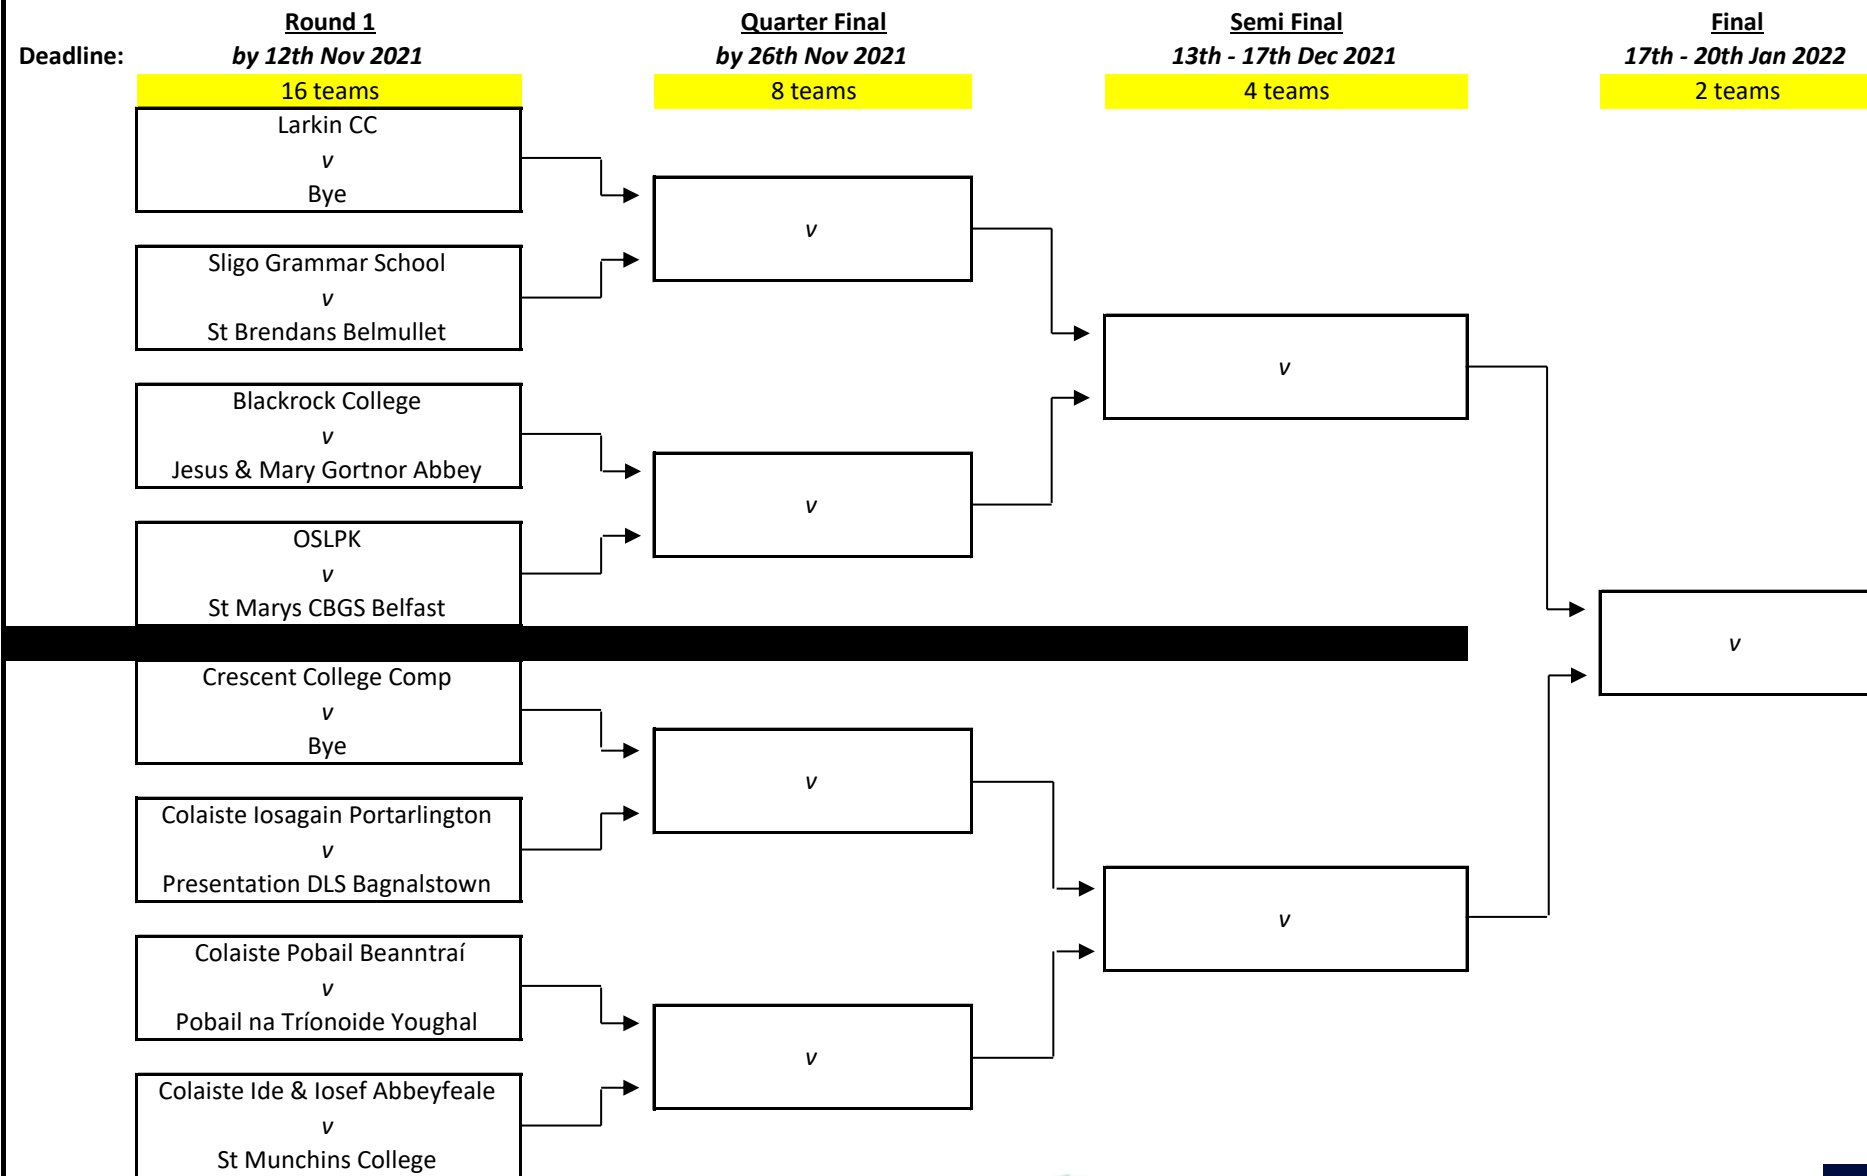 Round 1
Quarter Final
Semi Final
Final
Deadline:
by 12th Nov 2021
by 26th Nov 2021
13th - 17th Dec 2021
17th - 20th Jan 2022
16 teams
8 teams
4 teams
2 teams
Larkin CC
v
Bye
v
Sligo Grammar School
v
St Brendans Belmullet
v
Blackrock College
v
Jesus & Mary Gortnor Abbey
v
OSLPK
v
St Marys CBGS Belfast
v
Crescent College Comp
v
Bye
v
Colaiste Iosagain Portarlington
v
Presentation DLS Bagnalstown
v
Colaiste Pobail Beanntraí
v
Pobail na Tríonoide Youghal
v
Colaiste Ide & Iosef Abbeyfeale
v
St Munchins College